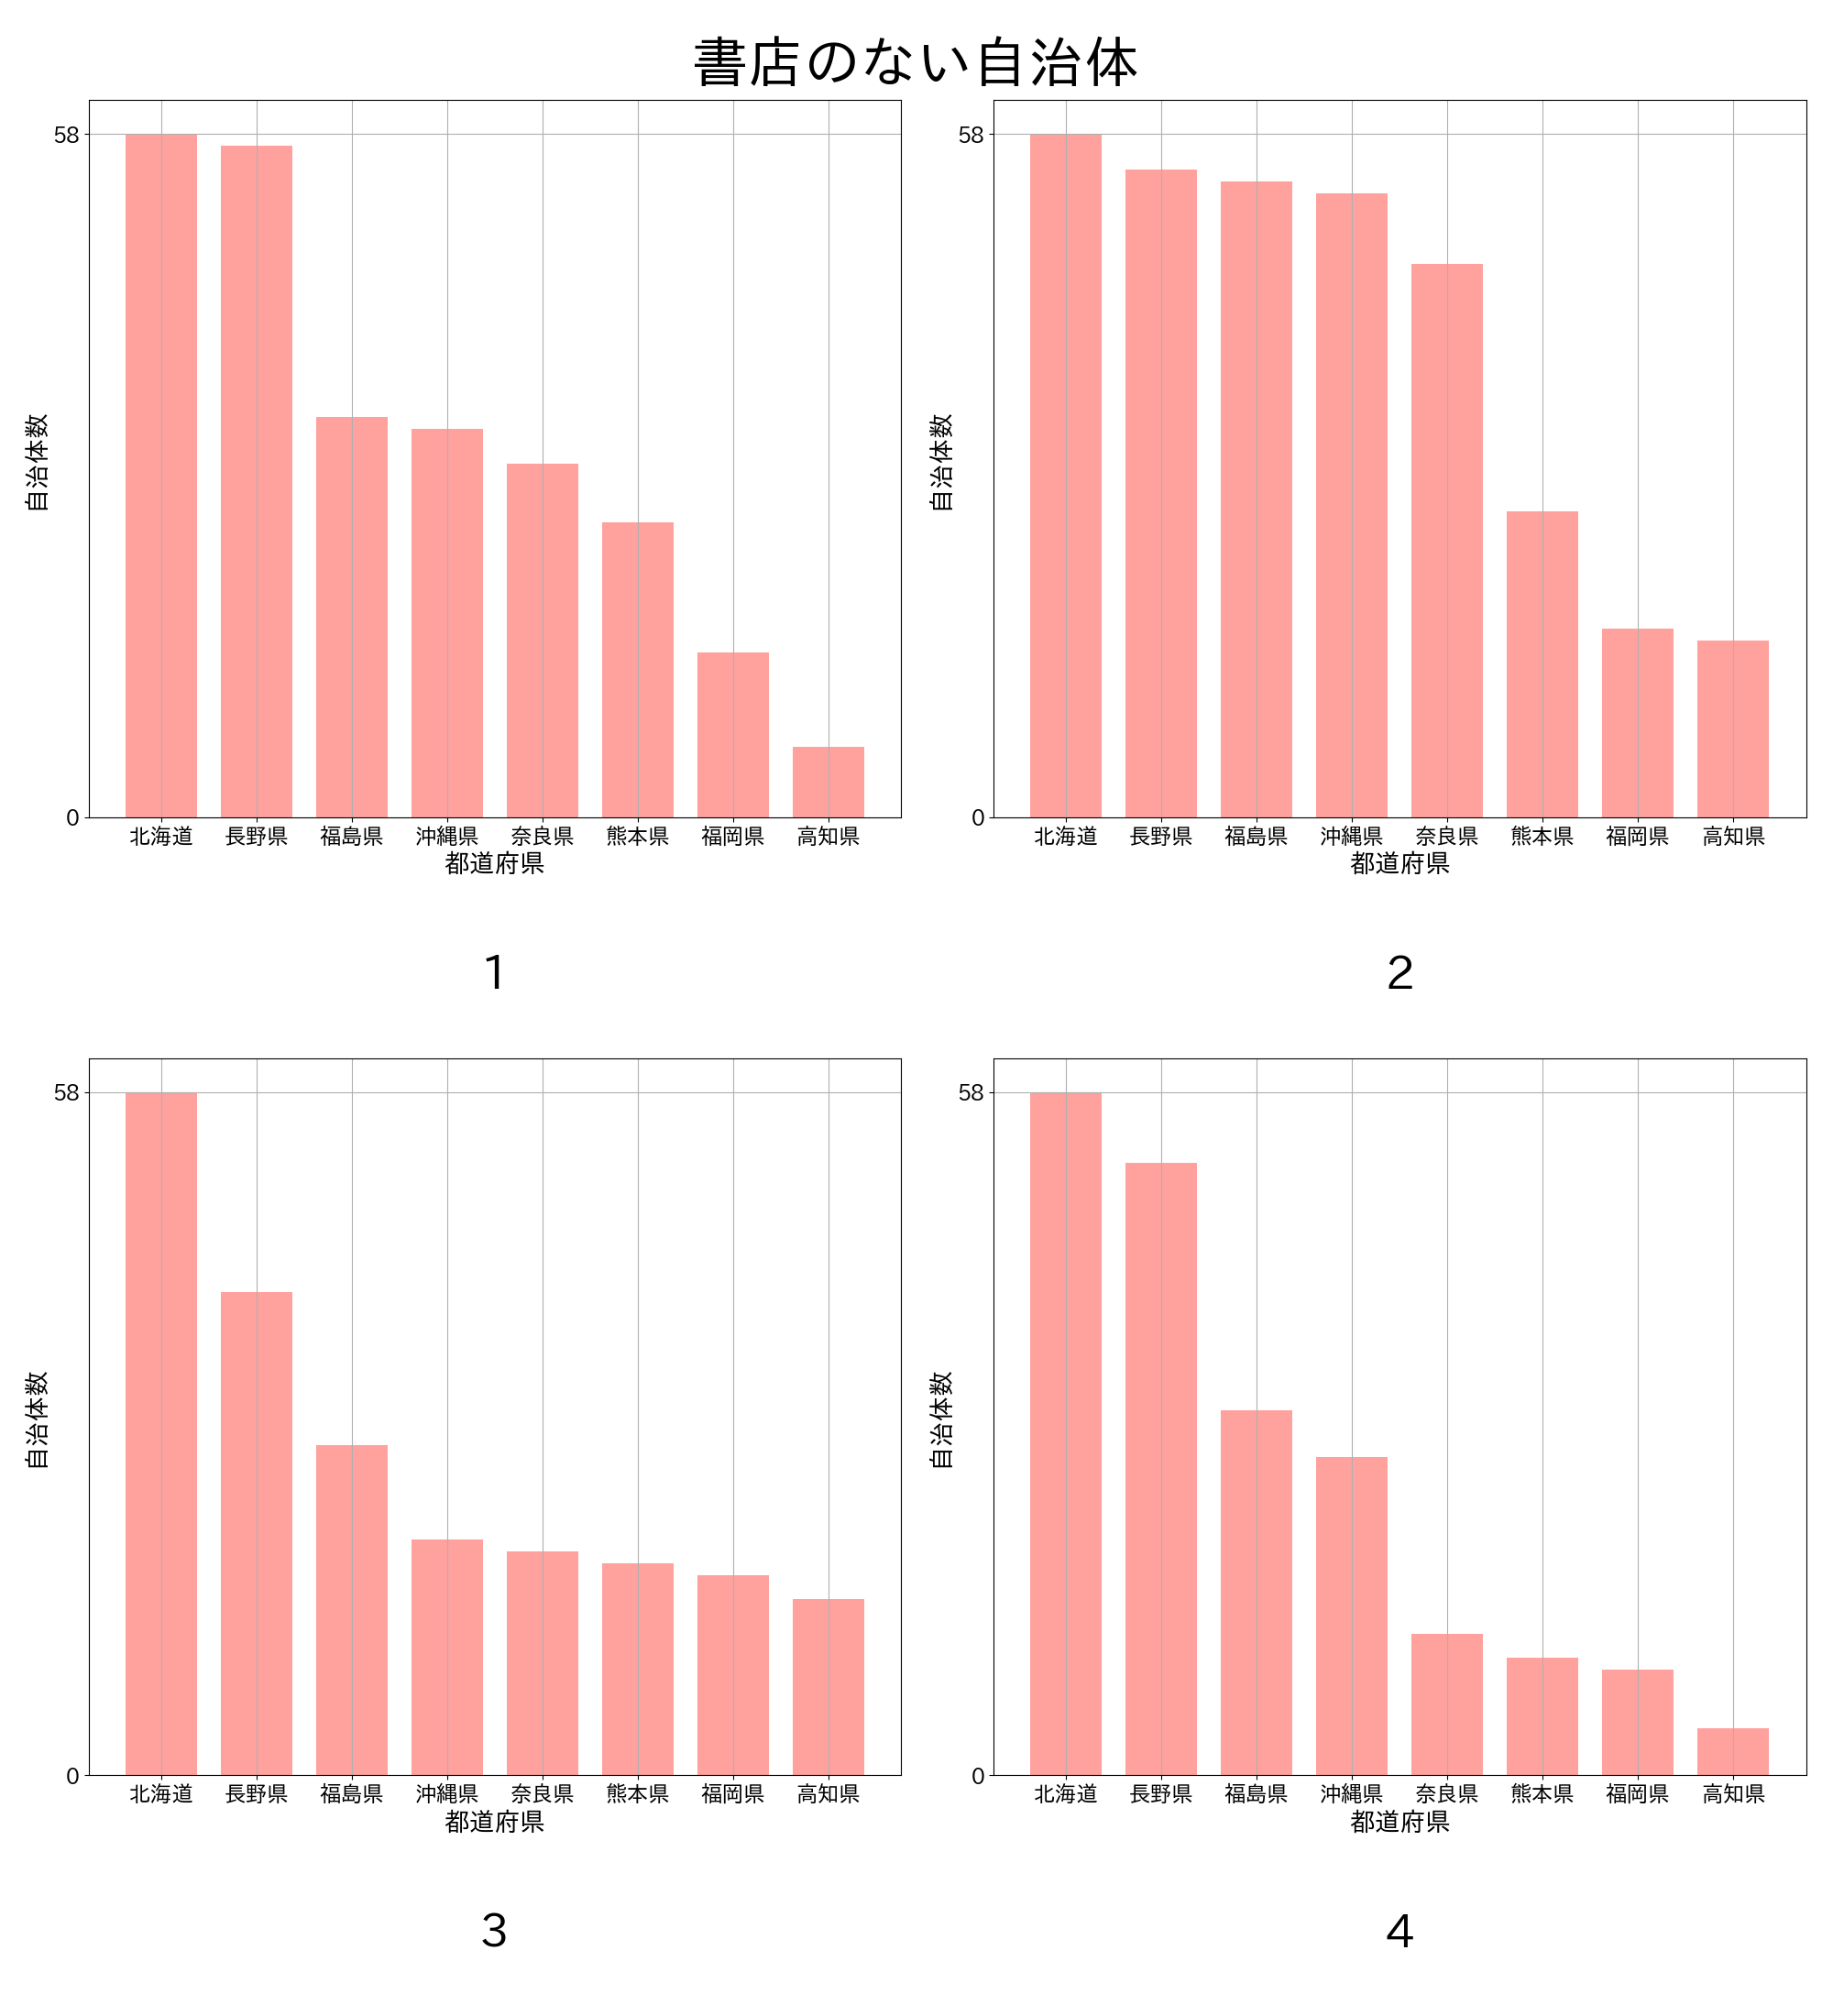 書店のない自治体
58
0
自治体数
北海道 長野県 福島県 沖縄県 奈良県 熊本県 福岡県 高知県
都道府県
1
58
0
自治体数
北海道 長野県 福島県 沖縄県 奈良県 熊本県 福岡県 高知県
都道府県
2
58
0
自治体数
北海道 長野県 福島県 沖縄県 奈良県 熊本県 福岡県 高知県
都道府県
3
58
0
自治体数
北海道 長野県 福島県 沖縄県 奈良県 熊本県 福岡県 高知県
都道府県
4